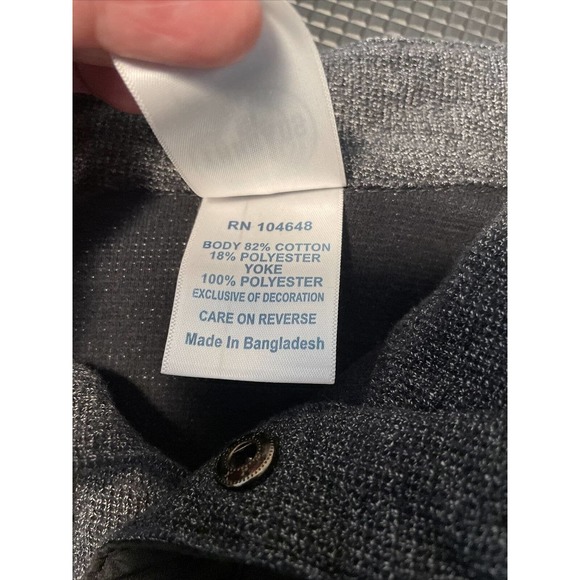 RN 104648
BODY 82% COTTON
18% POLYESTER
YOKE
100% POLYESTER
EXCLUSIVE OF DECORATION
CARE ON REVERSE
Made In Bangladesh